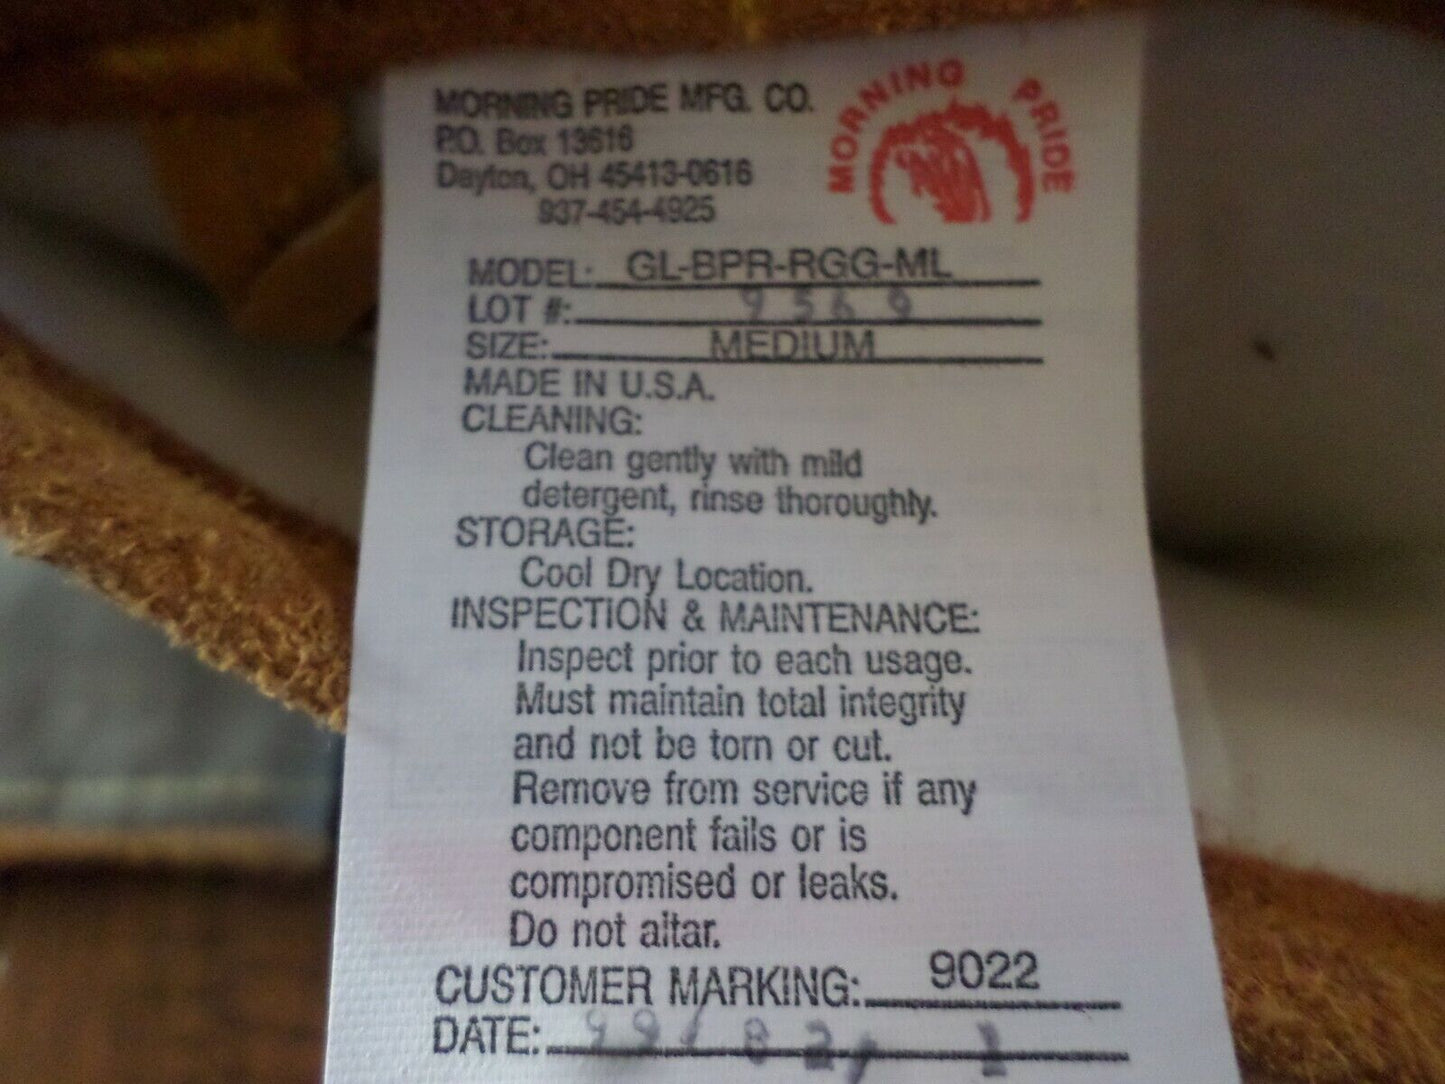 MORNING PRIDE MFG. CO.
P.O. Box 13616
Dayton, OH 45413-0616
937-454-4925
MORNING PRIDE
MODEL: GL-BPR-RGG-ML
LOT #: 9569
SIZE: MEDIUM
MADE IN U.S.A.
CLEANING:
Clean gently with mild
detergent, rinse thoroughly.
STORAGE:
Cool Dry Location.
INSPECTION & MAINTENANCE:
Inspect prior to each usage.
Must maintain total integrity
and not be torn or cut.
Remove from service if any
component fails or is
compromised or leaks.
Do not altar.
CUSTOMER MARKING: 9022
DATE: